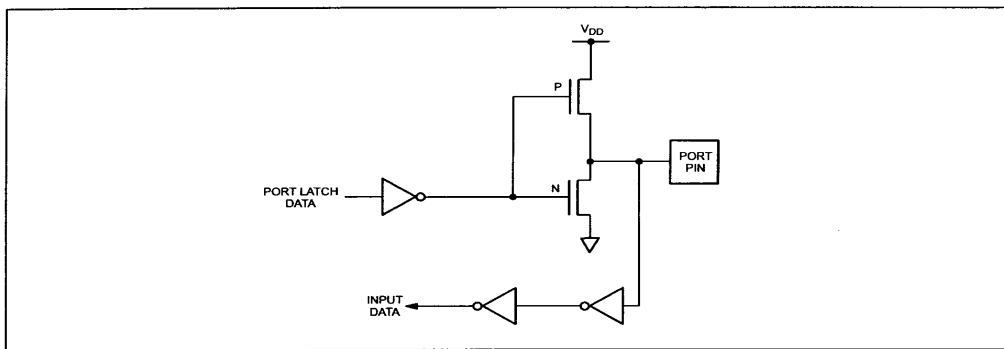 VDD
P
PORT
PIN
N
PORT LATCH
DATA
INPUT
DATA